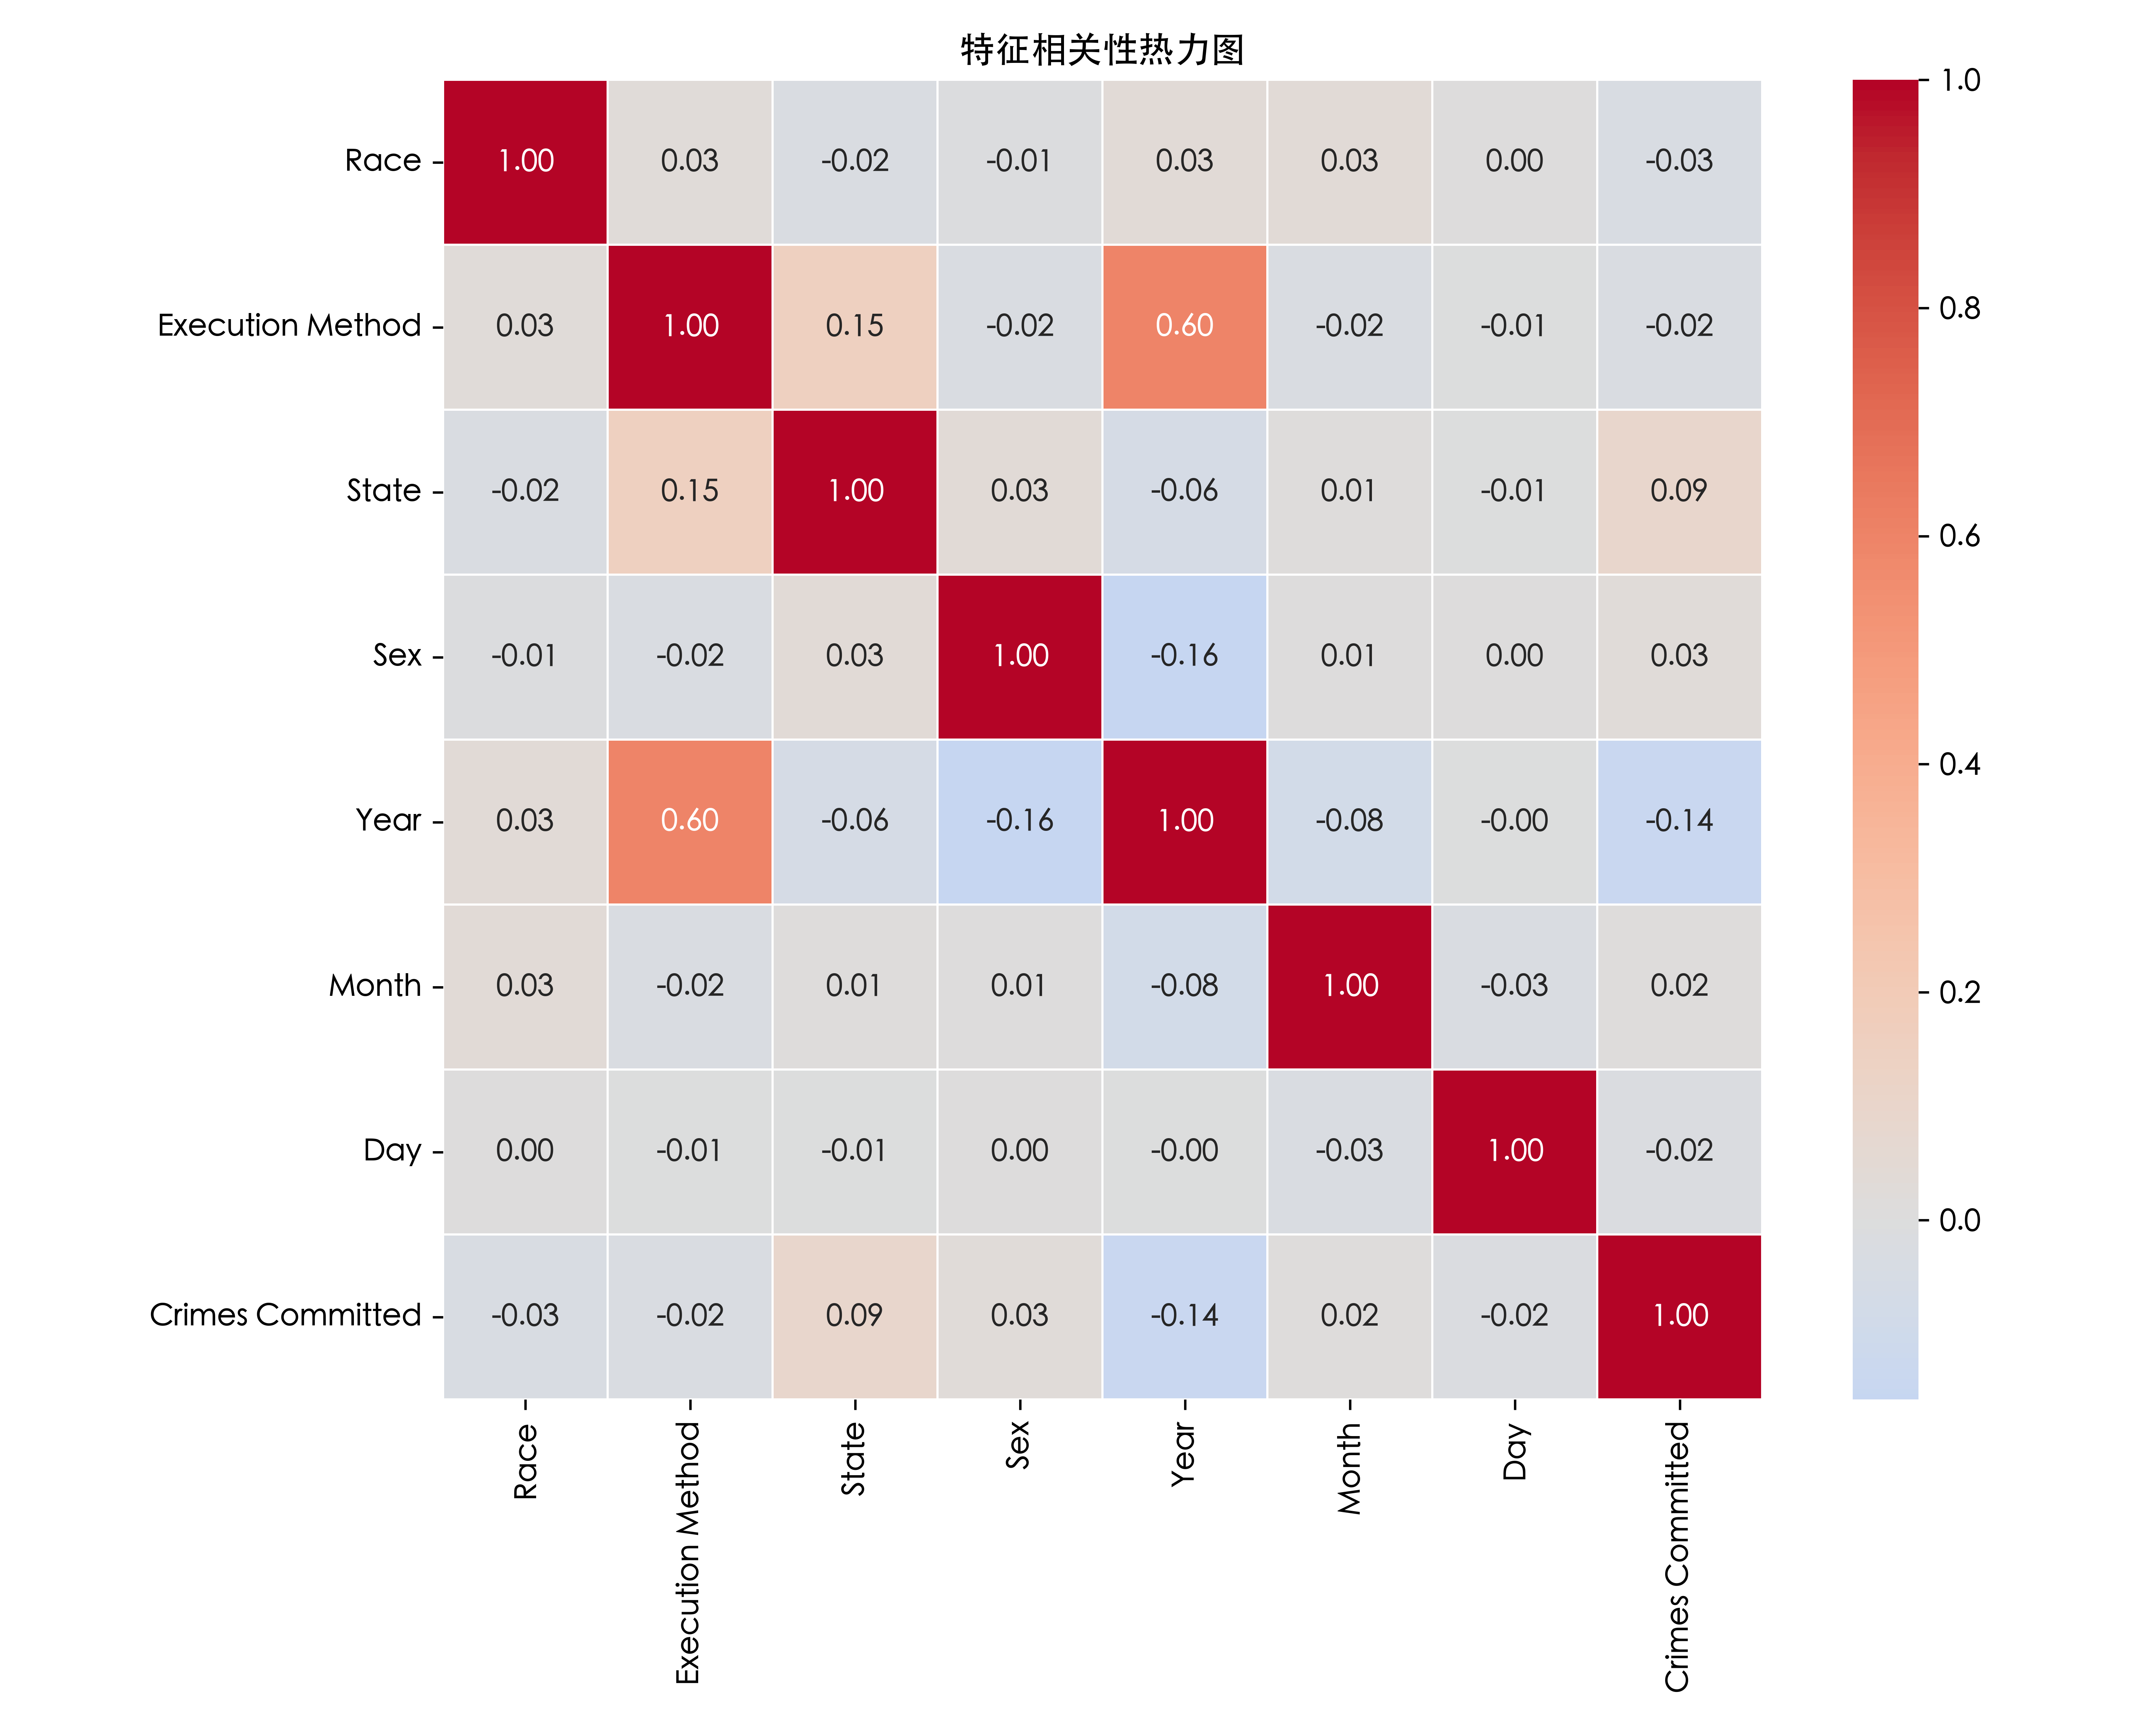 特征相关性热力图
Race 1.00 0.03 -0.02 -0.01 0.03 0.03 0.00 -0.03
Execution Method 0.03 1.00 0.15 -0.02 0.60 -0.02 -0.01 -0.02
State -0.02 0.15 1.00 0.03 -0.06 0.01 -0.01 0.09
Sex -0.01 -0.02 0.03 1.00 -0.16 0.01 0.00 0.03
Year 0.03 0.60 -0.06 -0.16 1.00 -0.08 -0.00 -0.14
Month 0.03 -0.02 0.01 0.01 -0.08 1.00 -0.03 0.02
Day 0.00 -0.01 -0.01 0.00 -0.00 -0.03 1.00 -0.02
Crimes Committed -0.03 -0.02 0.09 0.03 -0.14 0.02 -0.02 1.00
Race
Execution Method
State
Sex
Year
Month
Day
Crimes Committed
1.0
0.8
0.6
0.4
0.2
0.0